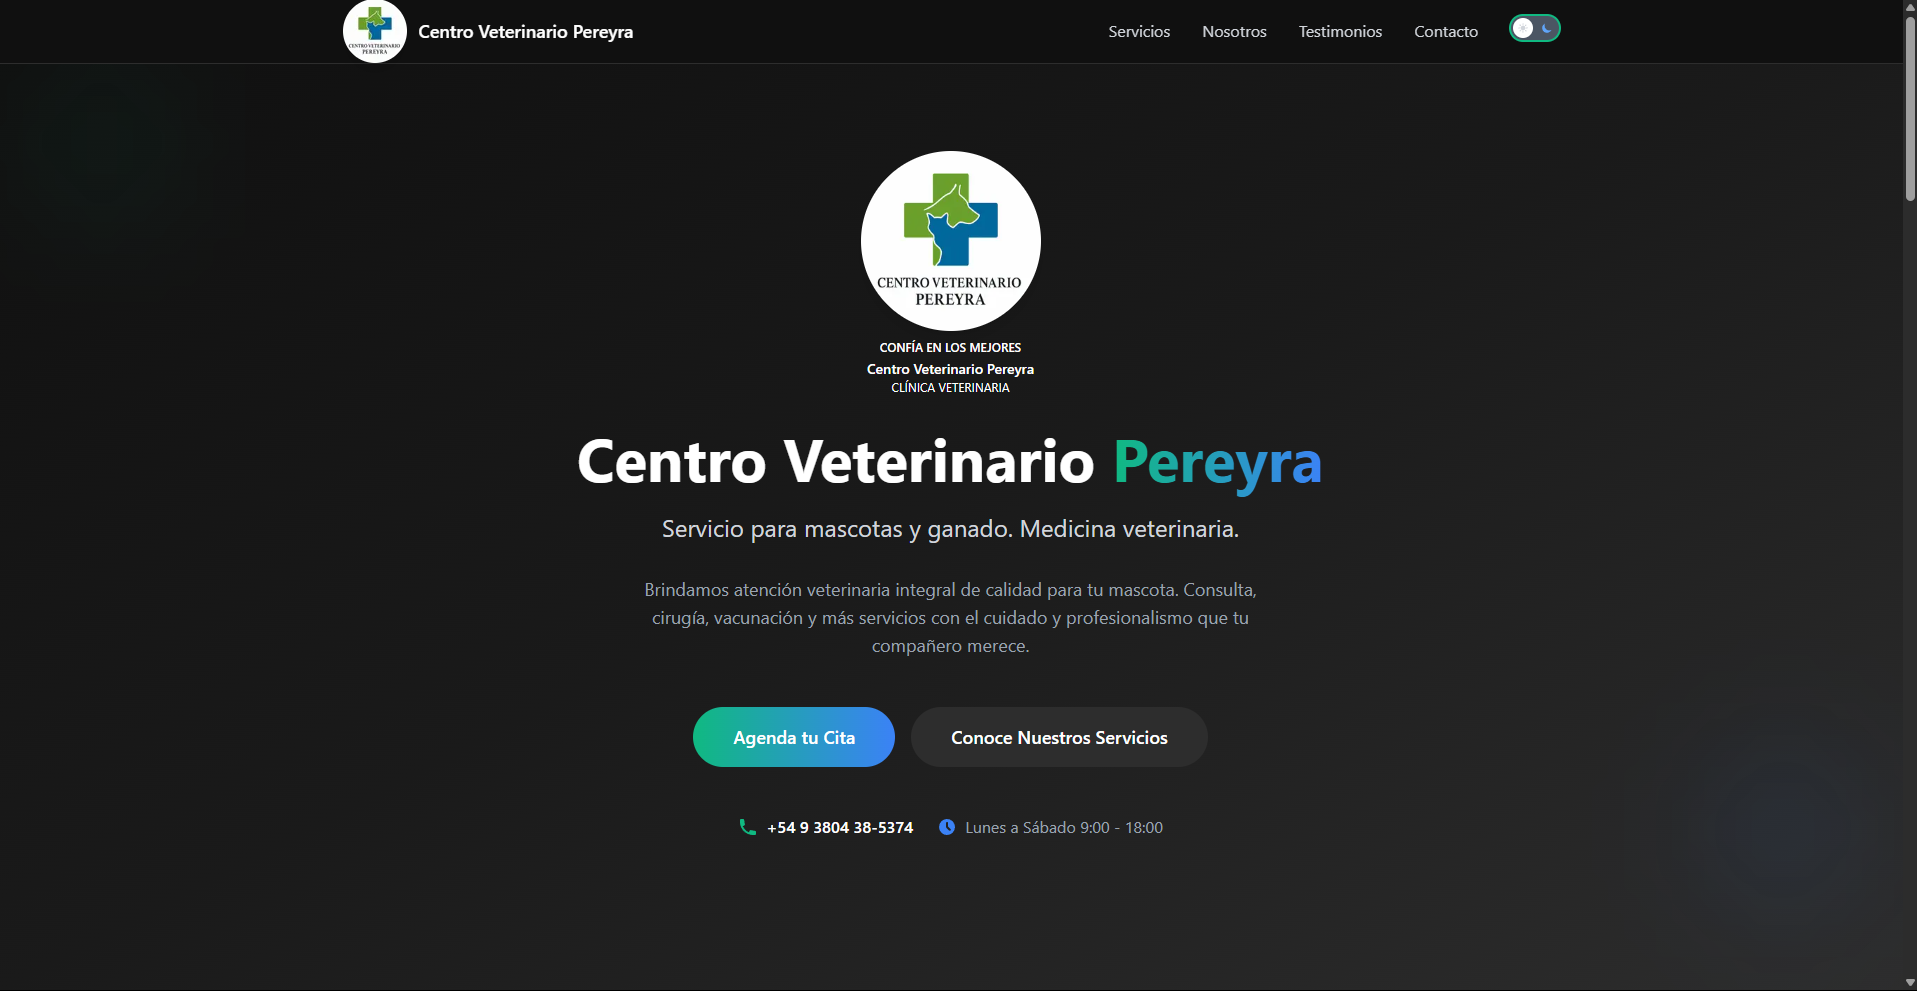 CENTRO VETERINARIO
PEREYRA
Centro Veterinario Pereyra
Servicios
Nosotros
Testimonios
Contacto
CENTRO VETERINARIO
PEREYRA
CONFÍA EN LOS MEJORES
Centro Veterinario Pereyra
CLÍNICA VETERINARIA
Centro Veterinario Pereyra
Servicio para mascotas y ganado. Medicina veterinaria.
Brindamos atención veterinaria integral de calidad para tu mascota. Consulta,
cirugía, vacunación y más servicios con el cuidado y profesionalismo que tu
compañero merece.
Agenda tu Cita
Conoce Nuestros Servicios
+54 9 3804 38-5374
Lunes a Sábado 9:00 - 18:00